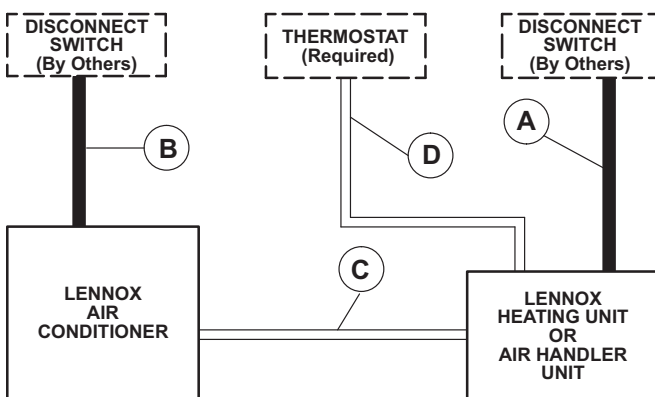 DISCONNECT
SWITCH
(By Others)
THERMOSTAT
(Required)
DISCONNECT
SWITCH
(By Others)
A
B
D
C
LENNOX
AIR
CONDITIONER
LENNOX
HEATING UNIT
OR
AIR HANDLER
UNIT